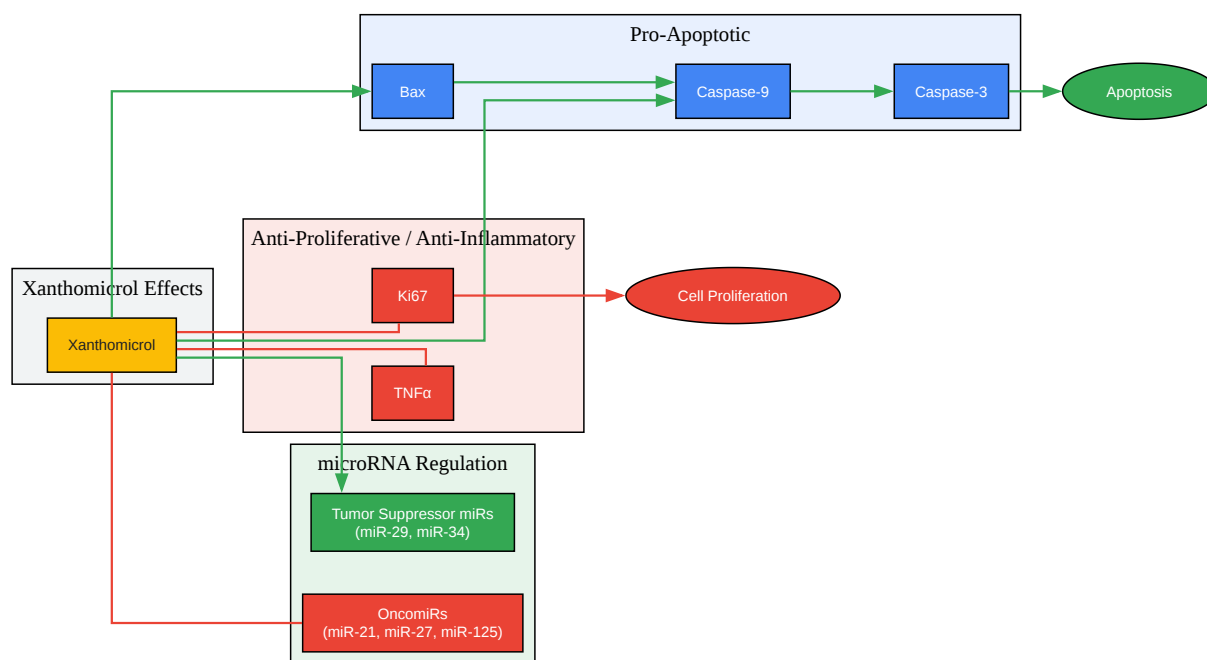 Pro-Apoptotic
Bax
Caspase-9
Caspase-3
Apoptosis
Anti-Proliferative / Anti-Inflammatory
Ki67
Cell Proliferation
Xanthomicrol Effects
Xanthomicrol
TNFα
microRNA Regulation
Tumor Suppressor miRs
(miR-29, miR-34)
OncomiRs
(miR-21, miR-27, miR-125)